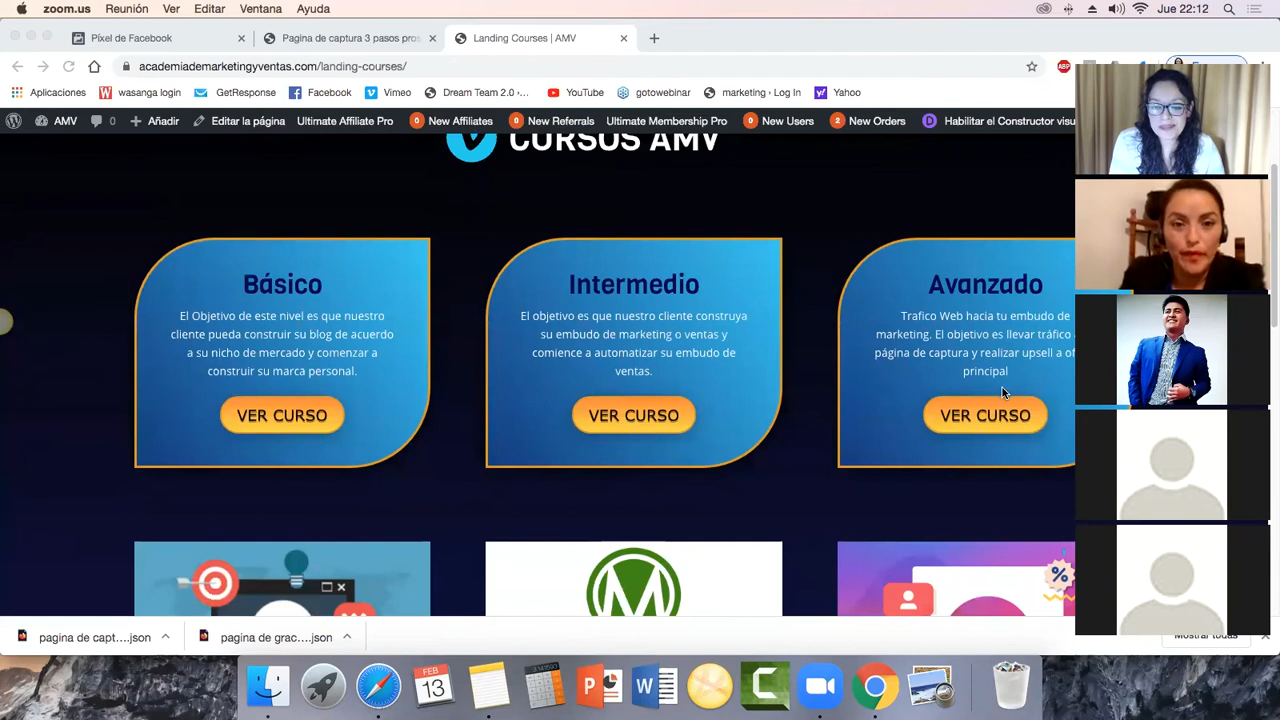 zoom.us Reunión Ver Editar Ventana Ayuda Jue 22:12
Píxel de Facebook
Pagina de captura 3 pasos pros
Landing Courses | AMV
academiademarketingyventas.com/landing-courses/
ABP
Aplicaciones wasanga login GetResponse Facebook Vimeo Dream Team 2.0 ›... YouTube gotowebinar marketing › Log In Yahoo
AMV 0 Añadir Editar la página Ultimate Affiliate Pro 0 New Affiliates 0 New Referrals Ultimate Membership Pro 0 New Users 2 New Orders D Habilitar el Constructor visu
CURSOS AMV
Básico
El Objetivo de este nivel es que nuestro
cliente pueda construir su blog de acuerdo
a su nicho de mercado y comenzar a
construir su marca personal.
VER CURSO
Intermedio
El objetivo es que nuestro cliente construya
su embudo de marketing o ventas y
comience a automatizar su embudo de
ventas.
VER CURSO
Avanzado
Trafico Web hacia tu embudo de
marketing. El objetivo es llevar tráfico
página de captura y realizar upsell a of
principal
VER CURSO
%
pagina de capt....json
pagina de grac....json
Mostrar todas
FEB
13